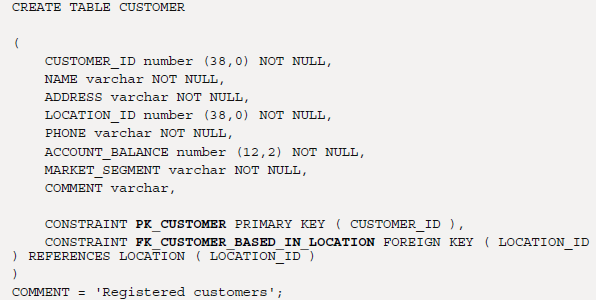 CREATE TABLE CUSTOMER
(
CUSTOMER_ID number (38,0) NOT NULL,
NAME varchar NOT NULL,
ADDRESS varchar NOT NULL,
LOCATION_ID number (38,0) NOT NULL,
PHONE varchar NOT NULL,
ACCOUNT_BALANCE number (12,2) NOT NULL,
MARKET_SEGMENT varchar NOT NULL,
COMMENT varchar,
CONSTRAINT PK_CUSTOMER PRIMARY KEY ( CUSTOMER_ID ),
CONSTRAINT FK_CUSTOMER_BASED_IN_LOCATION FOREIGN KEY ( LOCATION_ID
) REFERENCES LOCATION ( LOCATION_ID )
)
COMMENT = 'Registered customers';